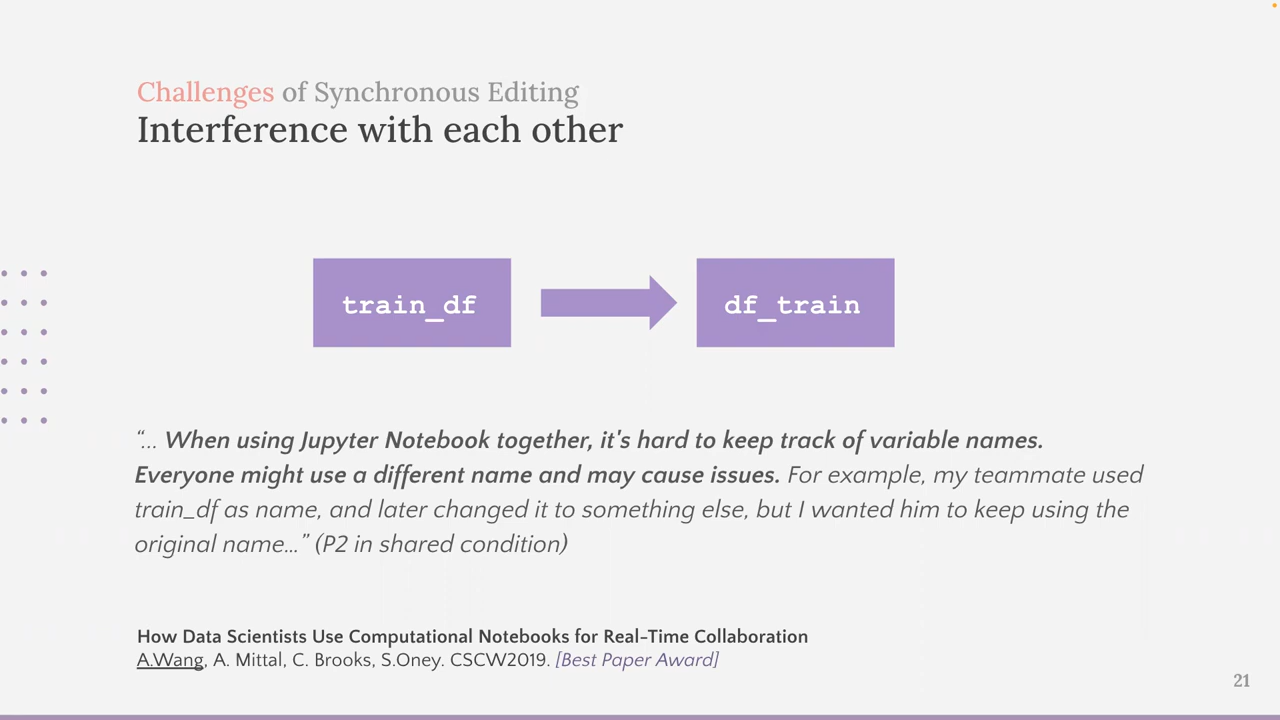 Challenges of Synchronous Editing
Interference with each other
train_df
df_train
“... When using Jupyter Notebook together, it's hard to keep track of variable names.
Everyone might use a different name and may cause issues. For example, my teammate used
train_df as name, and later changed it to something else, but I wanted him to keep using the
original name...” (P2 in shared condition)
How Data Scientists Use Computational Notebooks for Real-Time Collaboration
A.Wang, A. Mittal, C. Brooks, S.Oney. CSCW2019. [Best Paper Award]
21